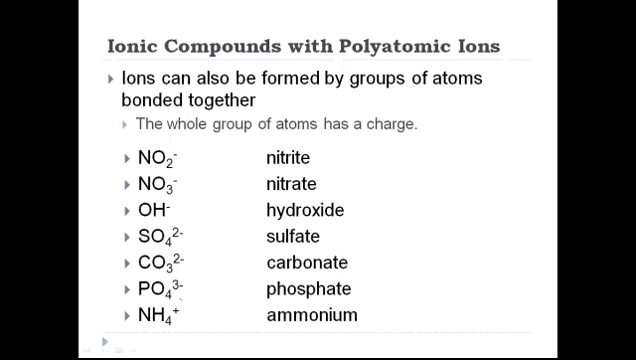 Ionic Compounds with Polyatomic Ions
Ions can also be formed by groups of atoms
bonded together
The whole group of atoms has a charge.
NO₂⁻ nitrite
NO₃⁻ nitrate
OH⁻ hydroxide
SO₄²⁻ sulfate
CO₃²⁻ carbonate
PO₄³⁻ phosphate
NH₄⁺ ammonium